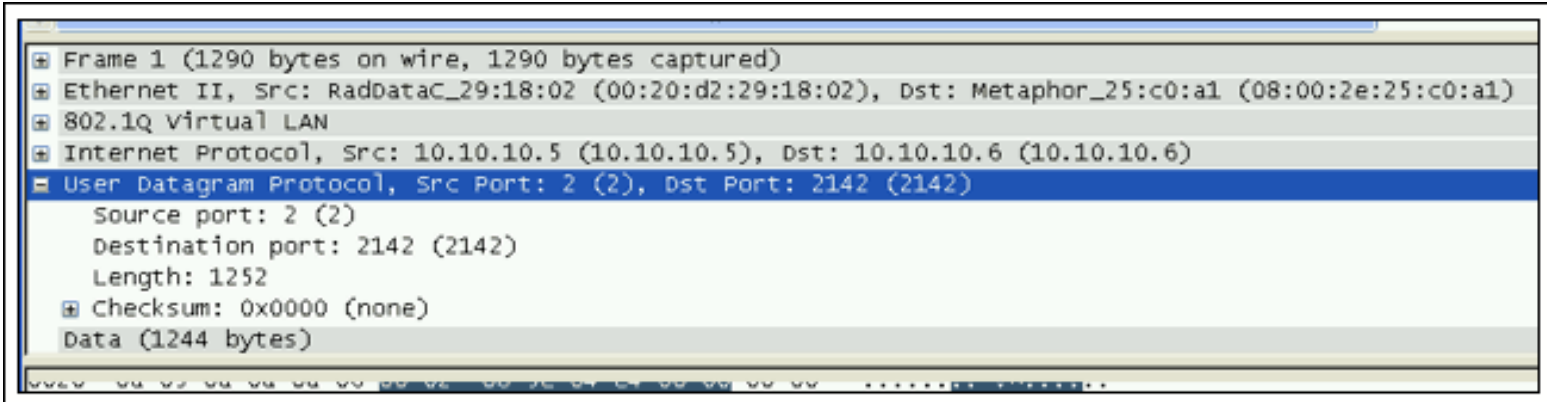 Frame 1 (1290 bytes on wire, 1290 bytes captured)
Ethernet II, Src: RadDataC_29:18:02 (00:20:d2:29:18:02), Dst: Metaphor_25:c0:a1 (08:00:2e:25:c0:a1)
802.1Q Virtual LAN
Internet Protocol, Src: 10.10.10.5 (10.10.10.5), Dst: 10.10.10.6 (10.10.10.6)
User Datagram Protocol, Src Port: 2 (2), Dst Port: 2142 (2142)
Source port: 2 (2)
Destination port: 2142 (2142)
Length: 1252
Checksum: 0x0000 (none)
Data (1244 bytes)